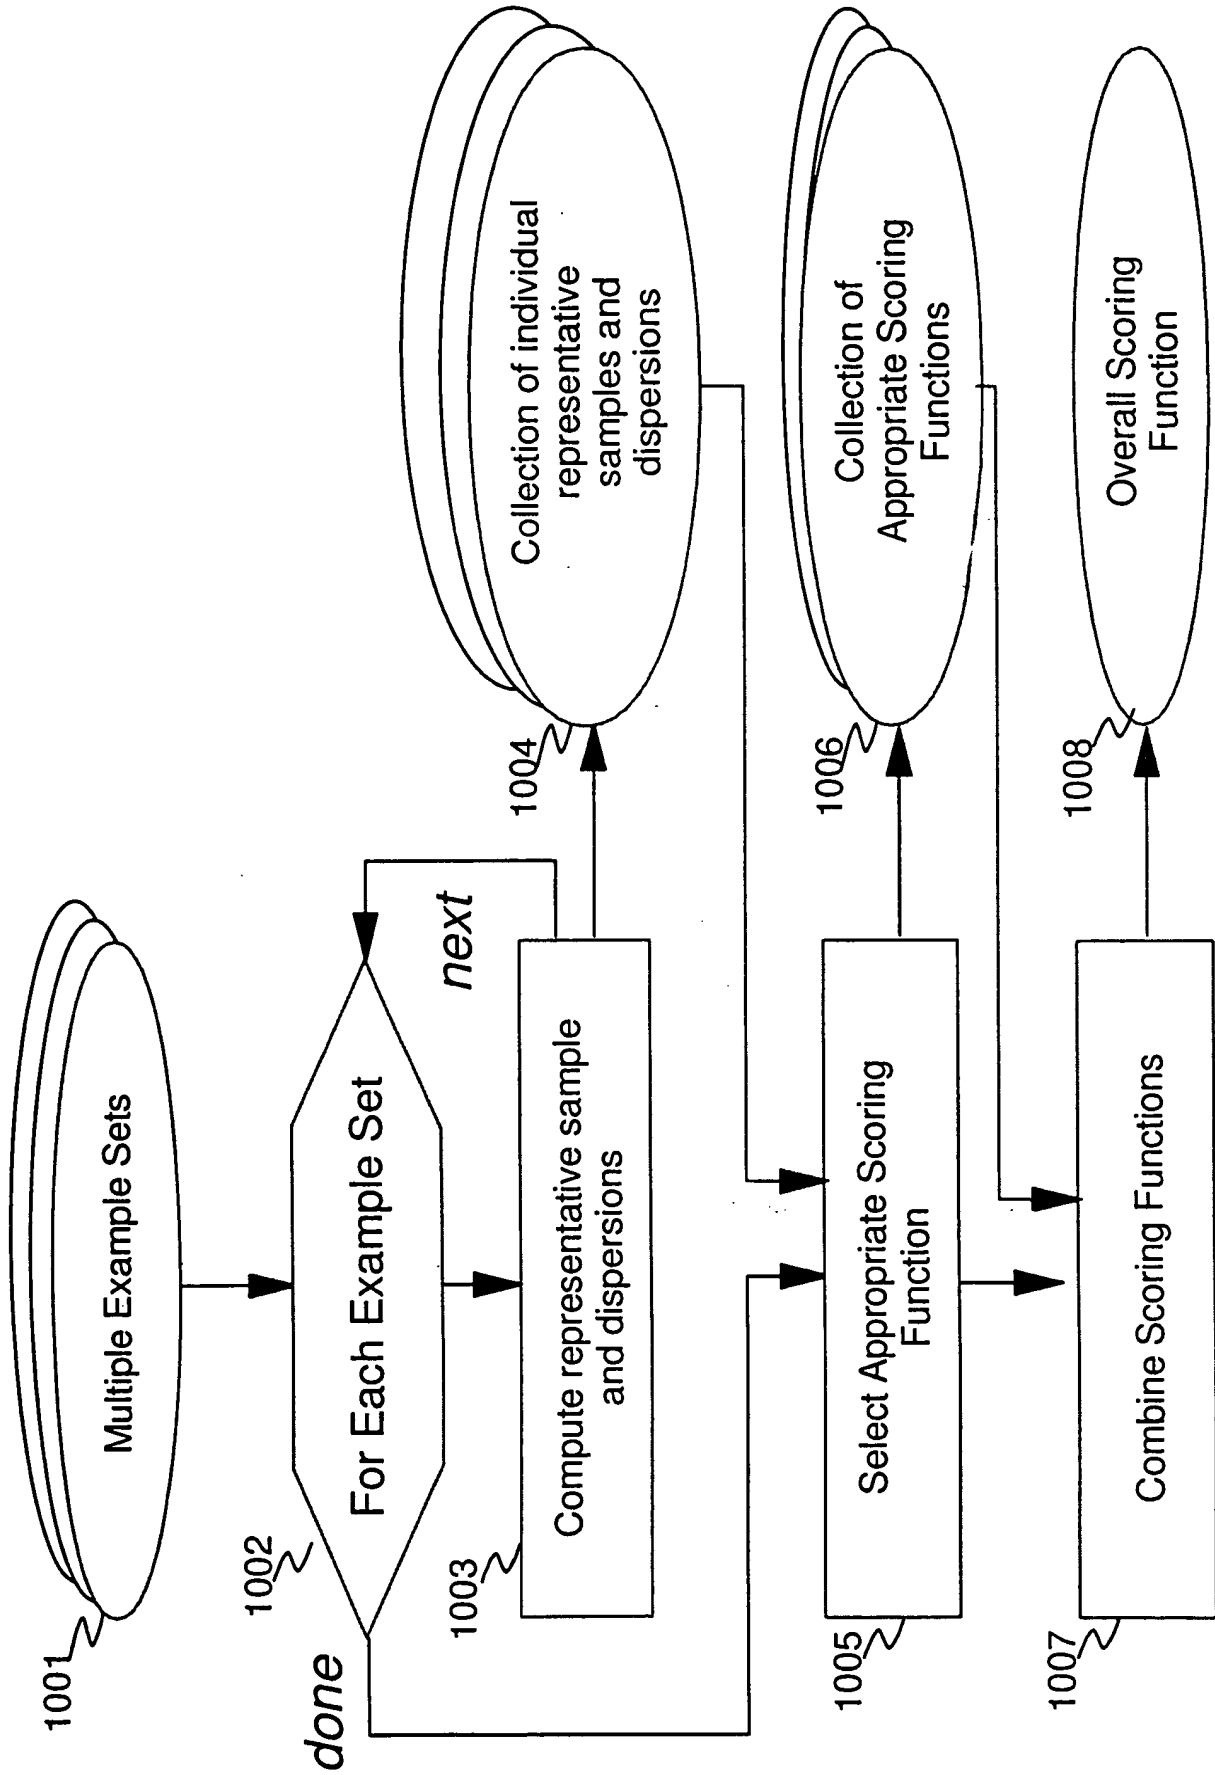 1001
Multiple Example Sets
1002
For Each Example Set
done
next
1003
Compute representative sample
and dispersions
1004
Collection of individual
representative
samples and
dispersions
1005
Select Appropriate Scoring
Function
1006
Collection of
Appropriate Scoring
Functions
1007
Combine Scoring Functions
1008
Overall Scoring
Function